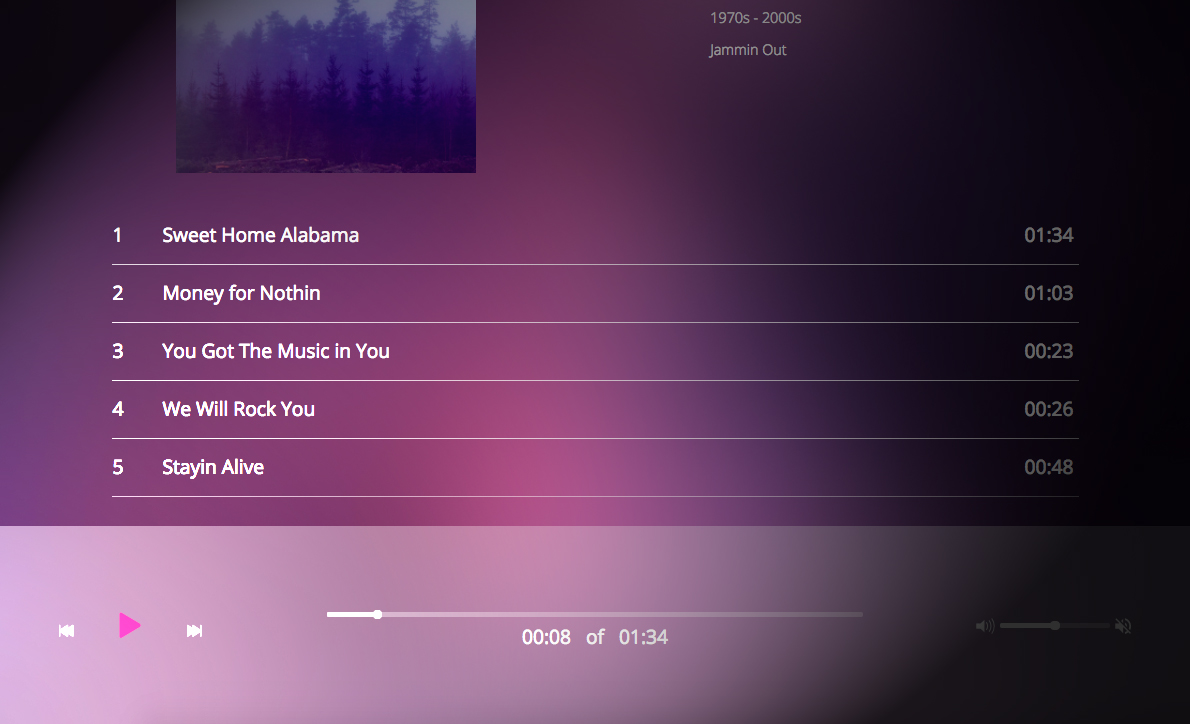 1970s - 2000s
Jammin Out
1 Sweet Home Alabama 01:34
2 Money for Nothin 01:03
3 You Got The Music in You 00:23
4 We Will Rock You 00:26
5 Stayin Alive 00:48
00:08 of 01:34